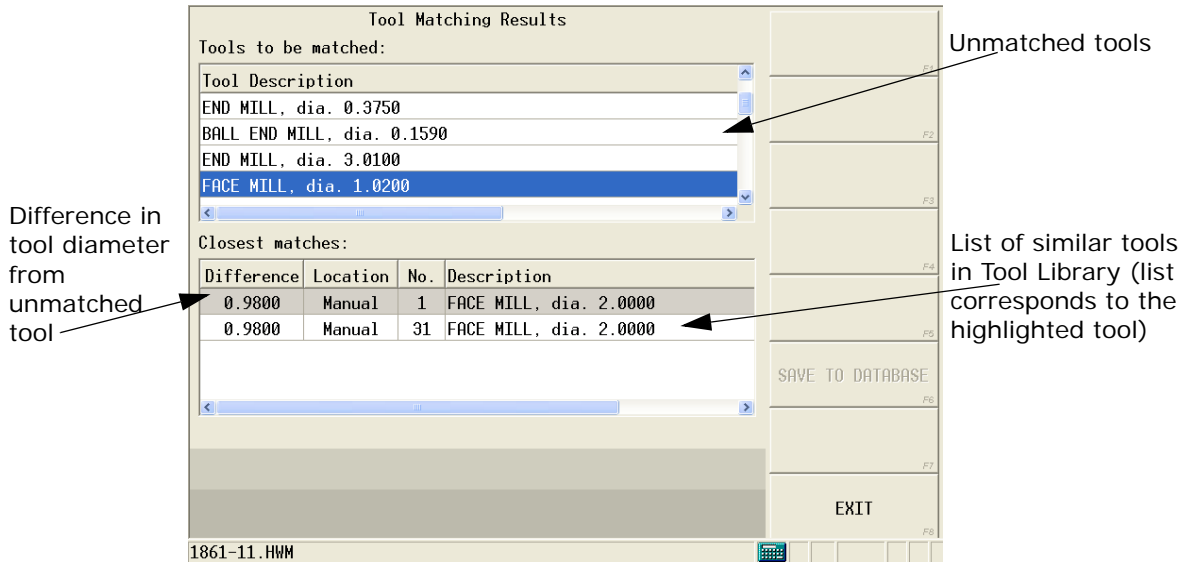 Tool Matching Results
Tools to be matched:
Tool Description
END MILL, dia. 0.3750
BALL END MILL, dia. 0.1590
END MILL, dia. 3.0100
FACE MILL, dia. 1.0200
Closest matches:
Difference Location No. Description
0.9800 Manual 1 FACE MILL, dia. 2.0000
0.9800 Manual 31 FACE MILL, dia. 2.0000
F1
F2
F3
F4
F5
SAVE TO DATABASE
F6
F7
EXIT
F8
1861-11.HWM
Unmatched tools
Difference in
tool diameter
from
unmatched
tool
List of similar tools
in Tool Library (list
corresponds to the
highlighted tool)